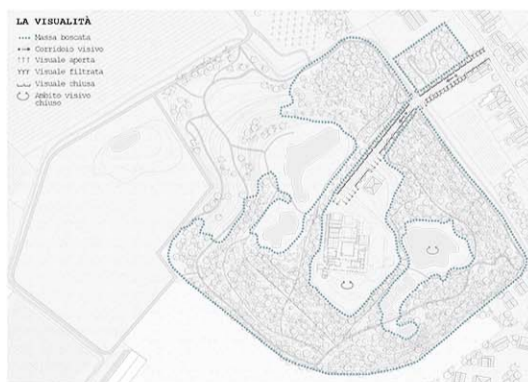 LA VISUALITÀ
Massa boscata
Corridoio visivo
Visuale aperta
Visuale filtrata
Visuale chiusa
Ambito visivo
chiuso